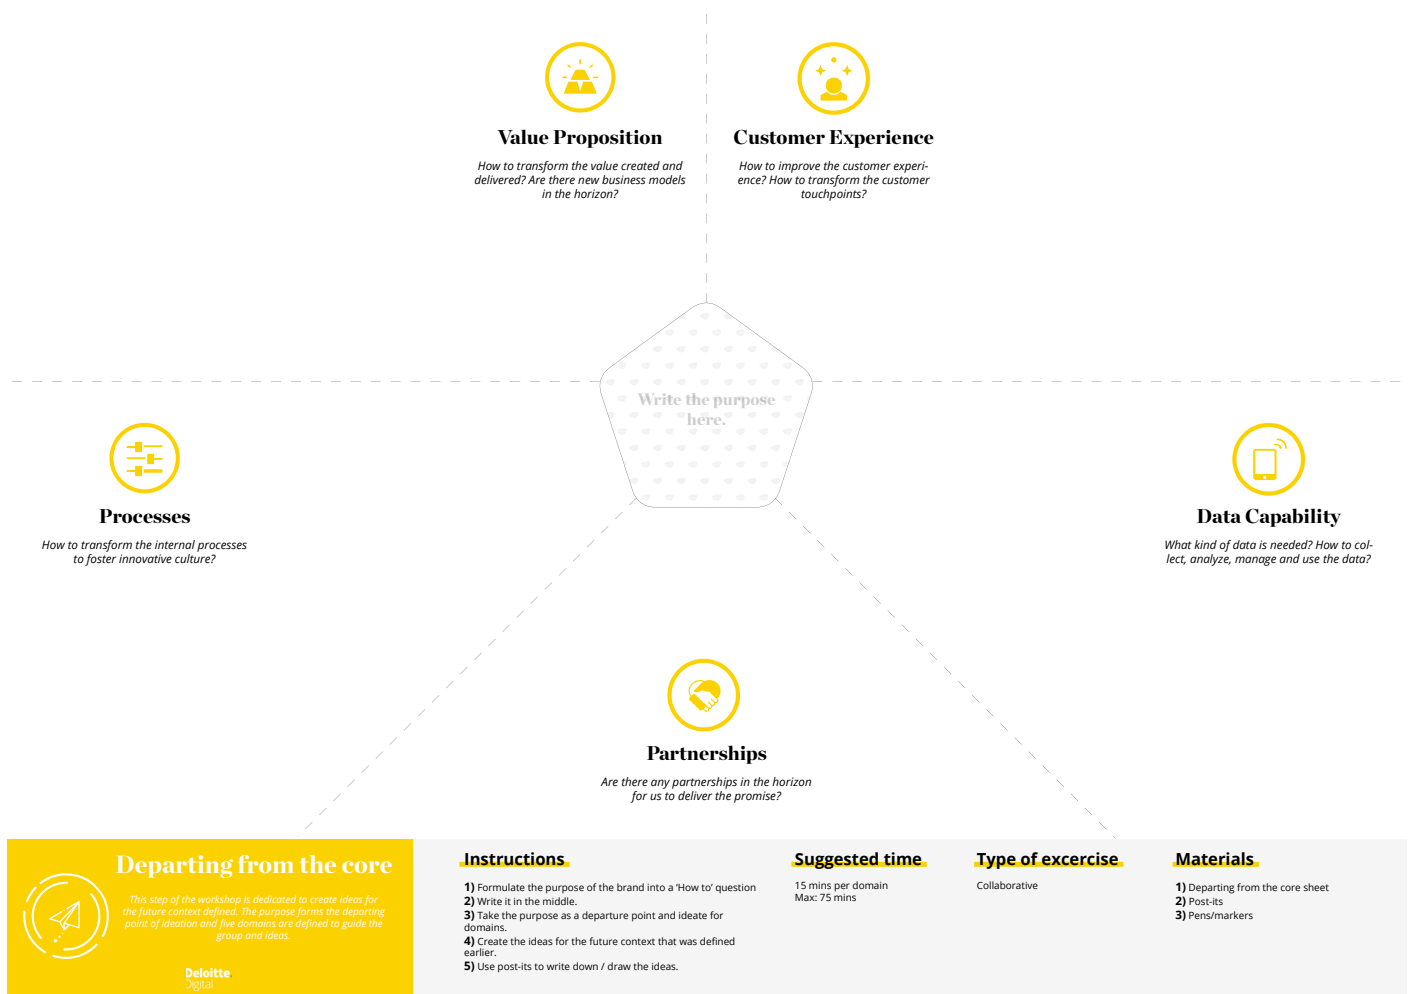 Value Proposition
How to transform the value created and
delivered? Are there new business models
in the horizon?
Customer Experience
How to improve the customer experi-
ence? How to transform the customer
touchpoints?
Write the purpose
here.
Processes
How to transform the internal processes
to foster innovative culture?
Data Capability
What kind of data is needed? How to col-
lect, analyze, manage and use the data?
Partnerships
Are there any partnerships in the horizon
for us to deliver the promise?
Departing from the core
This step of the workshop is dedicated to create ideas for
the future context defined. The purpose forms the departing
point of ideation and five domains are defined to guide the
group and ideas.
Deloitte.
Digital
Instructions
1) Formulate the purpose of the brand into a 'How to' question
2) Write it in the middle.
3) Take the purpose as a departure point and ideate for
domains.
4) Create the ideas for the future context that was defined
earlier.
5) Use post-its to write down / draw the ideas.
Suggested time
15 mins per domain
Max: 75 mins
Type of excercise
Collaborative
Materials
1) Departing from the core sheet
2) Post-its
3) Pens/markers